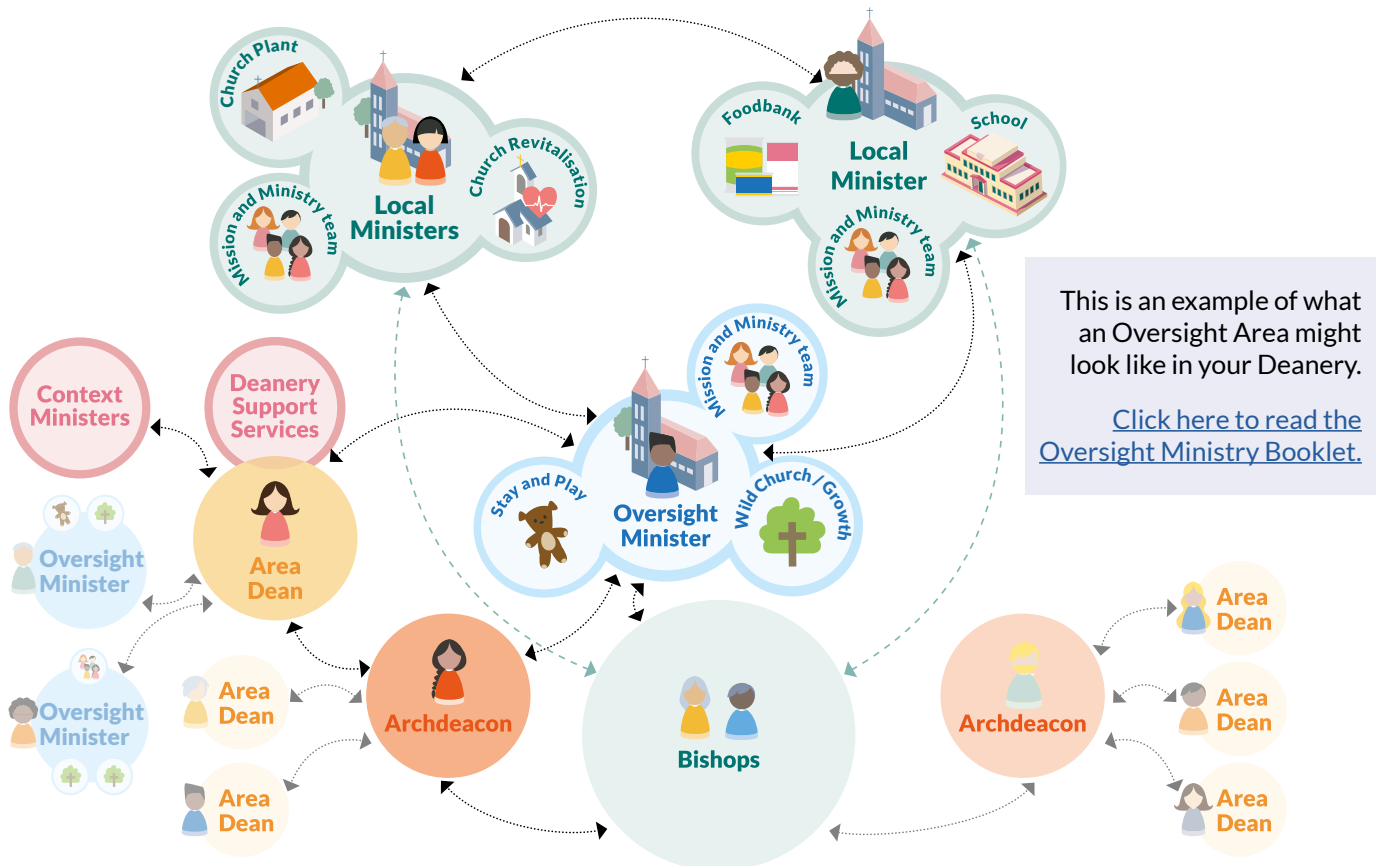 Church Plant
Church Revitalisation
Mission and Ministry team
Local
Ministers
Foodbank
School
Local
Minister
Mission and Ministry team
This is an example of what
an Oversight Area might
look like in your Deanery.
Click here to read the
Oversight Ministry Booklet.
Mission and Ministry team
Stay and Play
Wild Church / Growth
Oversight
Minister
Context
Ministers
Deanery
Support
Services
Area
Dean
Oversight
Minister
Oversight
Minister
Area
Dean
Area
Dean
Archdeacon
Bishops
Archdeacon
Area
Dean
Area
Dean
Area
Dean